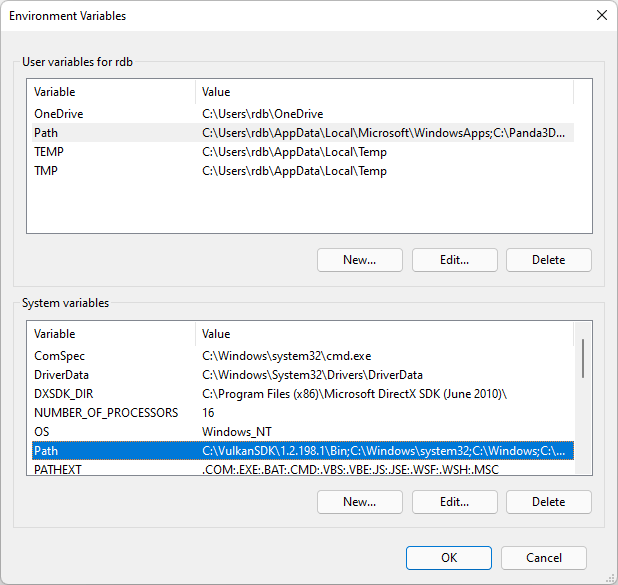 Environment Variables
User variables for rdb
Variable Value
OneDrive C:\Users\rdb\OneDrive
Path C:\Users\rdb\AppData\Local\Microsoft\WindowsApps;C:\Panda3D...
TEMP C:\Users\rdb\AppData\Local\Temp
TMP C:\Users\rdb\AppData\Local\Temp
New... Edit... Delete
System variables
Variable Value
ComSpec C:\Windows\system32\cmd.exe
DriverData C:\Windows\System32\Drivers\DriverData
DXSDK_DIR C:\Program Files (x86)\Microsoft DirectX SDK (June 2010)\
NUMBER_OF_PROCESSORS 16
OS Windows_NT
Path C:\VulkanSDK\1.2.198.1\Bin;C:\Windows\system32;C:\Windows;C:\...
PATHEXT .COM;.EXE;.BAT;.CMD;.VBS;.VBE;.JS;.JSE;.WSF;.WSH;.MSC
New... Edit... Delete
OK Cancel